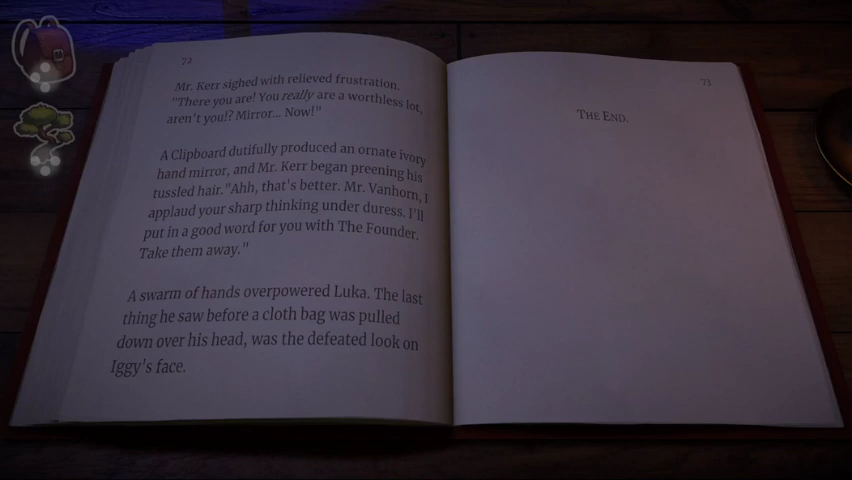 72
Mr. Kerr sighed with relieved frustration.
"There you are! You really are a worthless lot,
aren't you!? Mirror... Now!"
A Clipboard dutifully produced an ornate ivory
hand mirror, and Mr. Kerr began preening his
tussled hair."Ahh, that's better. Mr. Vanhorn, I
applaud your sharp thinking under duress. I'll
put in a good word for you with The Founder.
Take them away."
A swarm of hands overpowered Luka. The last
thing he saw before a cloth bag was pulled
down over his head, was the defeated look on
Iggy's face.
73
The End.